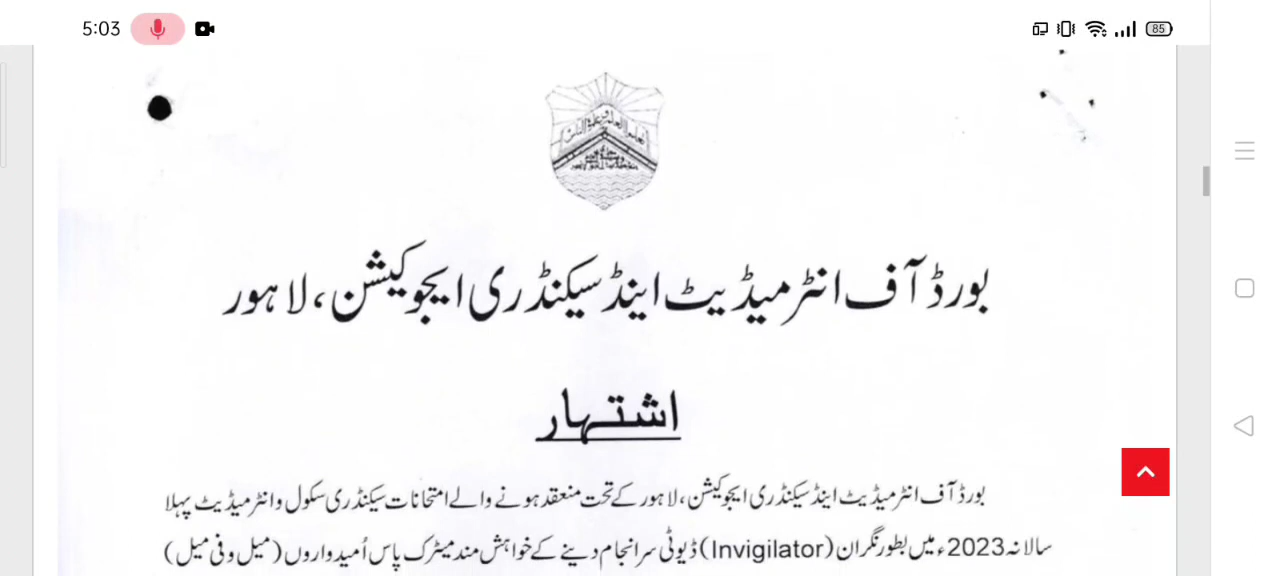 5:03
85
بورڈ آف انٹرمیڈیٹ اینڈ سیکنڈری ایجوکیشن، لاہور
اشتہار
بورڈ آف انٹرمیڈیٹ اینڈ سیکنڈری ایجوکیشن، لاہور کے تحت منعقد ہونے والے امتحانات سیکنڈری سکول و انٹرمیڈیٹ پہلا
سالانہ 2023ء میں بطور نگران (Invigilator) ڈیوٹی سرانجام دینے کے خواہش مند میٹرک پاس اُمیدواروں (میل و فی میل)